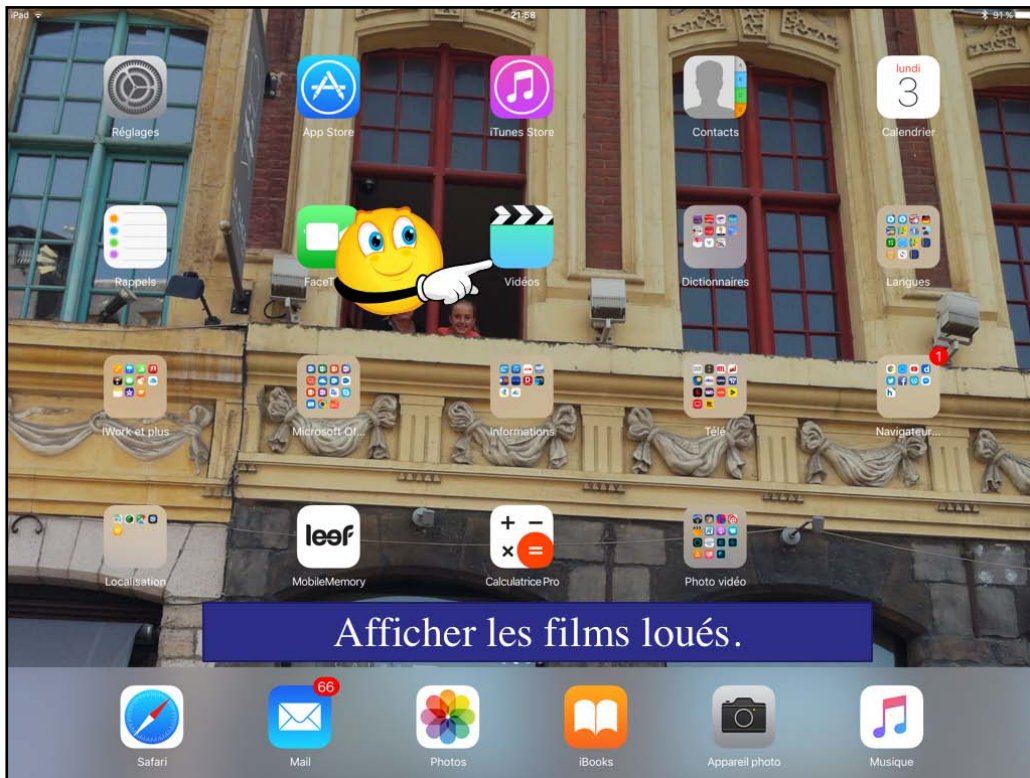 iPad 21:58 91 %
Réglages App Store iTunes Store Contacts Calendrier
lundi
3
Rappels FaceT Vidéos Dictionnaires Langues
1
iWork et plus Microsoft Of... Informations Télé Navigateur...
leef
Localisation MobileMemory Calculatrice Pro Photo vidéo
Afficher les films loués.
66
Safari Mail Photos iBooks Appareil photo Musique